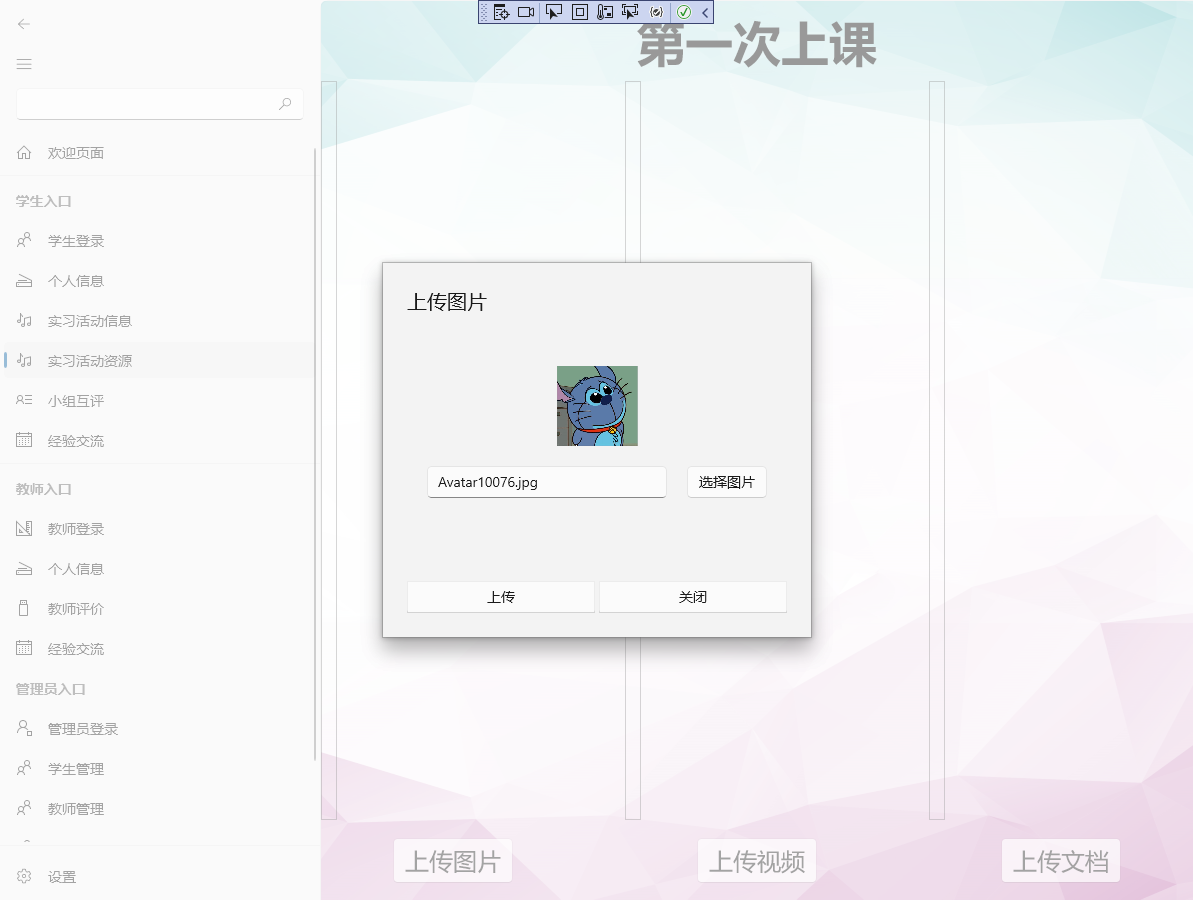 欢迎页面
学生入口
学生登录
个人信息
实习活动信息
实习活动资源
小组互评
经验交流
教师入口
教师登录
个人信息
教师评价
经验交流
管理员入口
管理员登录
学生管理
教师管理
设置
第一次上课
上传图片
Avatar10076.jpg
选择图片
上传
关闭
上传图片
上传视频
上传文档